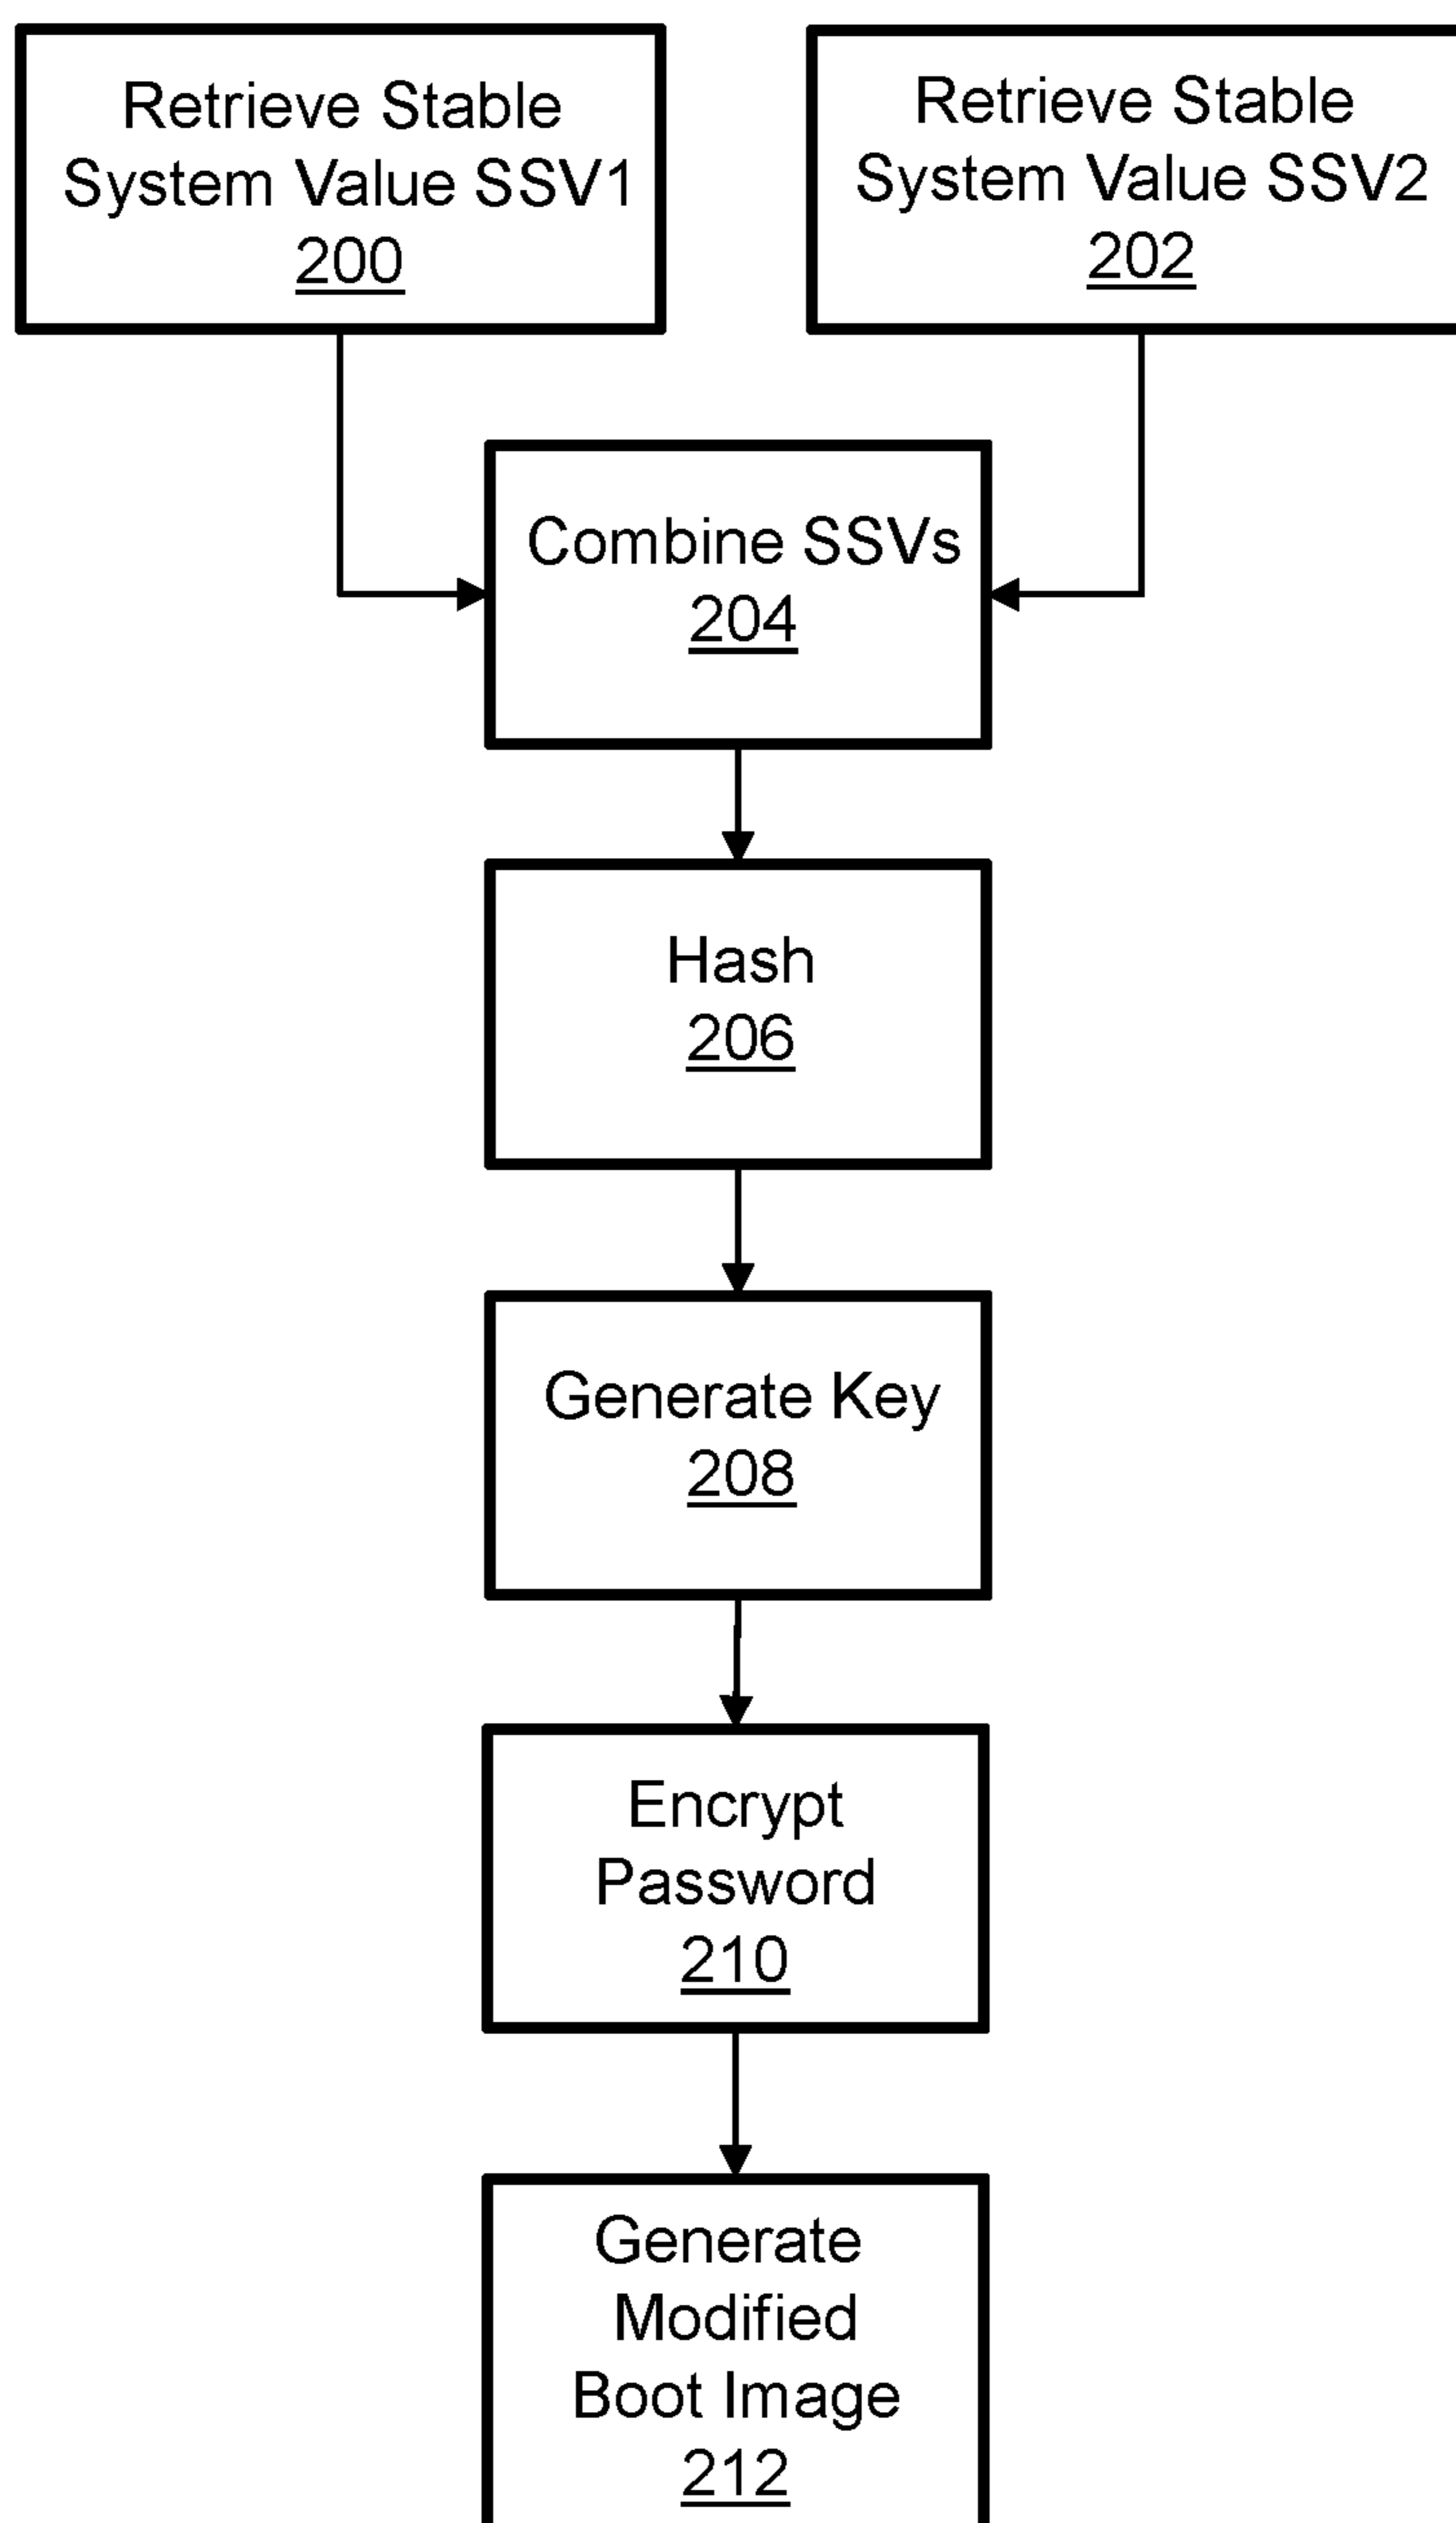 Retrieve Stable
System Value SSV1
200
Retrieve Stable
System Value SSV2
202
Combine SSVs
204
Hash
206
Generate Key
208
Encrypt
Password
210
Generate
Modified
Boot Image
212